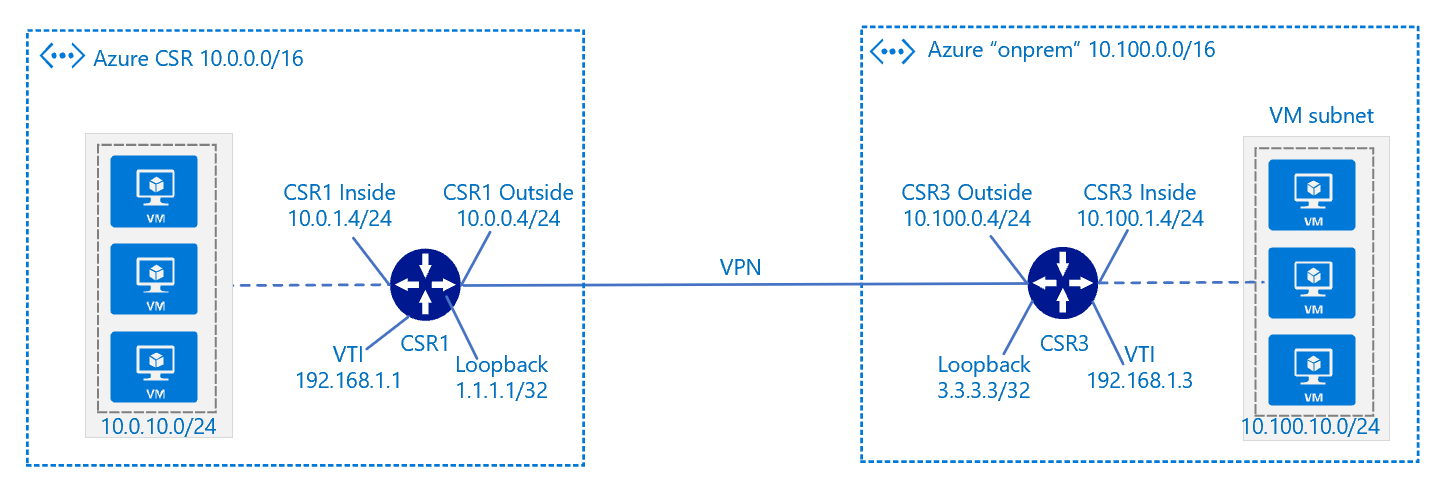 Azure CSR 10.0.0.0/16
Azure “onprem” 10.100.0.0/16
VM subnet
VM
VM
VM
10.0.10.0/24
CSR1 Inside
10.0.1.4/24
CSR1 Outside
10.0.0.4/24
VTI
192.168.1.1
CSR1
Loopback
1.1.1.1/32
VPN
CSR3 Outside
10.100.0.4/24
CSR3 Inside
10.100.1.4/24
Loopback
3.3.3.3/32
CSR3
VTI
192.168.1.3
VM
VM
VM
10.100.10.0/24